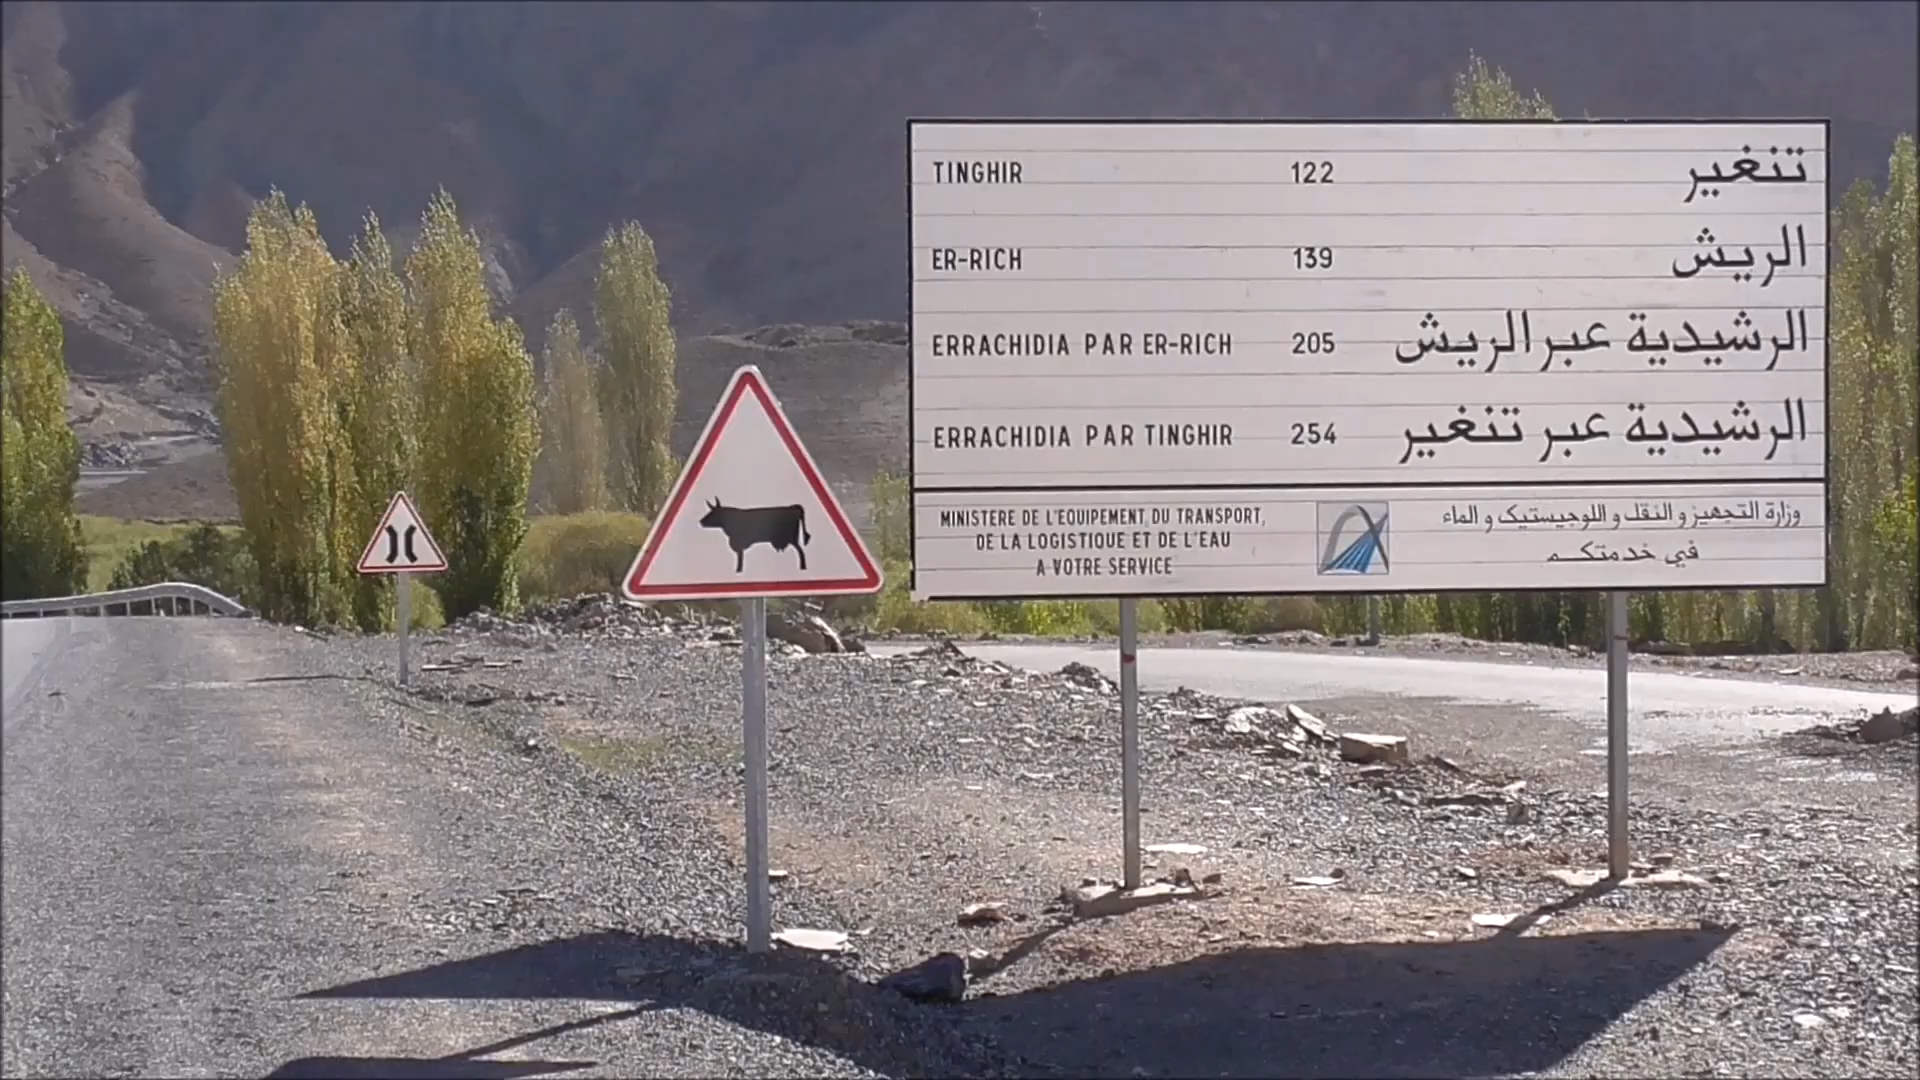 TINGHIR 122 تنغير
ER-RICH 139 الريش
ERRACHIDIA PAR ER-RICH 205 الرشيدية عبر الريش
ERRACHIDIA PAR TINGHIR 254 الرشيدية عبر تنغير
MINISTERE DE L'EQUIPEMENT, DU TRANSPORT,
DE LA LOGISTIQUE ET DE L'EAU
A VOTRE SERVICE
وزارة التجهيز و النقل و اللوجيستيك و الماء
في خدمتكم